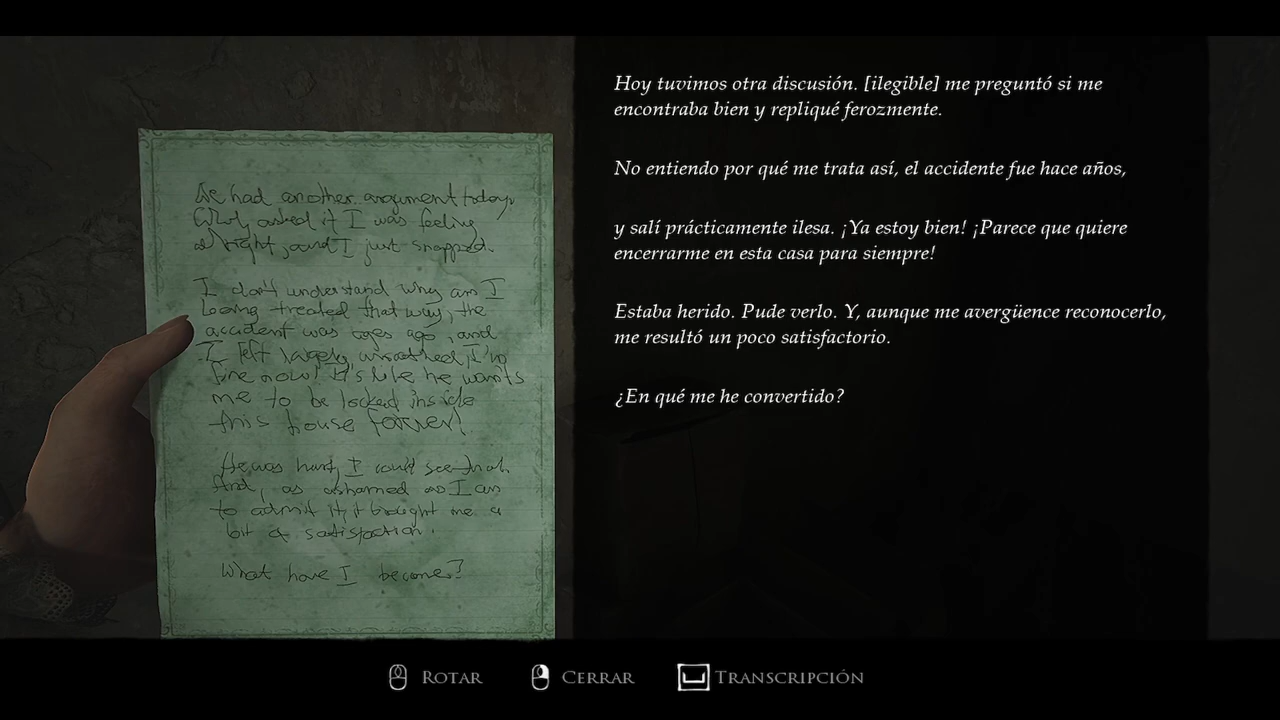 We had another argument today.
asked if I was feeling
alright, and I just snapped.
I don't understand why am I
being treated that way, the
accident was ages ago, and
I left largely unscathed, I'm
fine now! It's like he wants
me to be locked inside
this house forever!
He was hurt, I could see that.
And, as ashamed as I am
to admit it, it brought me a
bit of satisfaction.
What have I become?
Hoy tuvimos otra discusión. [ilegible] me preguntó si me
encontraba bien y repliqué ferozmente.
No entiendo por qué me trata así, el accidente fue hace años,
y salí prácticamente ilesa. ¡Ya estoy bien! ¡Parece que quiere
encerrarme en esta casa para siempre!
Estaba herido. Pude verlo. Y, aunque me avergüence reconocerlo,
me resultó un poco satisfactorio.
¿En qué me he convertido?
ROTAR CERRAR TRANSCRIPCIÓN